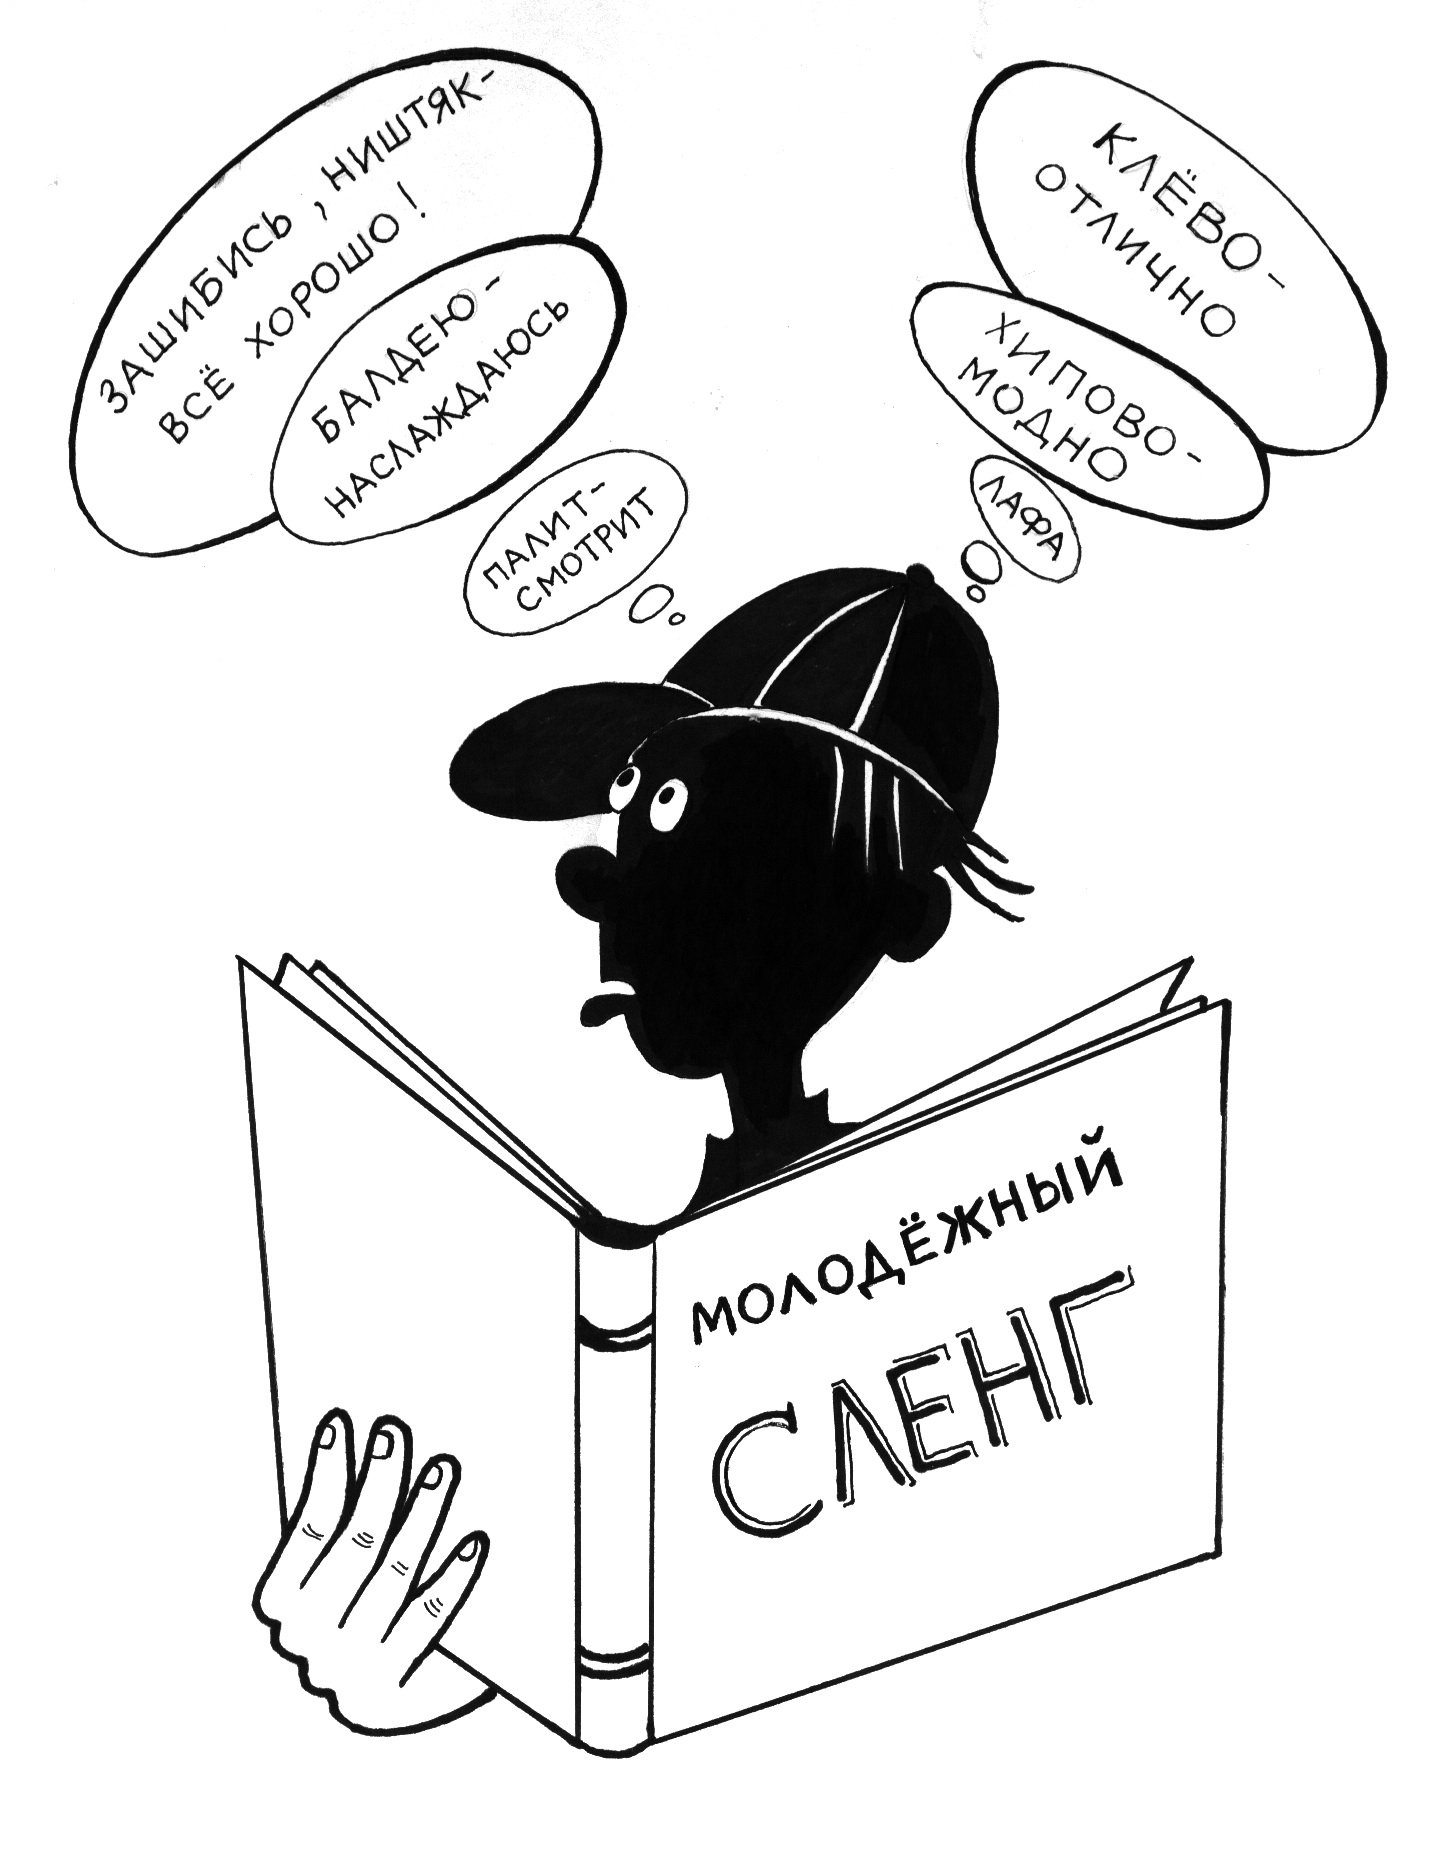 ЗАШИБИСЬ, НИШТЯК-
ВСЁ ХОРОШО!
БАЛДЕЮ-
НАСЛАЖДАЮСЬ
ПАЛИТ-
СМОТРИТ
КЛЁВО-
ОТЛИЧНО
ХИПОВО-
МОДНО
ЛАФА
МОЛОДЁЖНЫЙ
СЛЕНГ